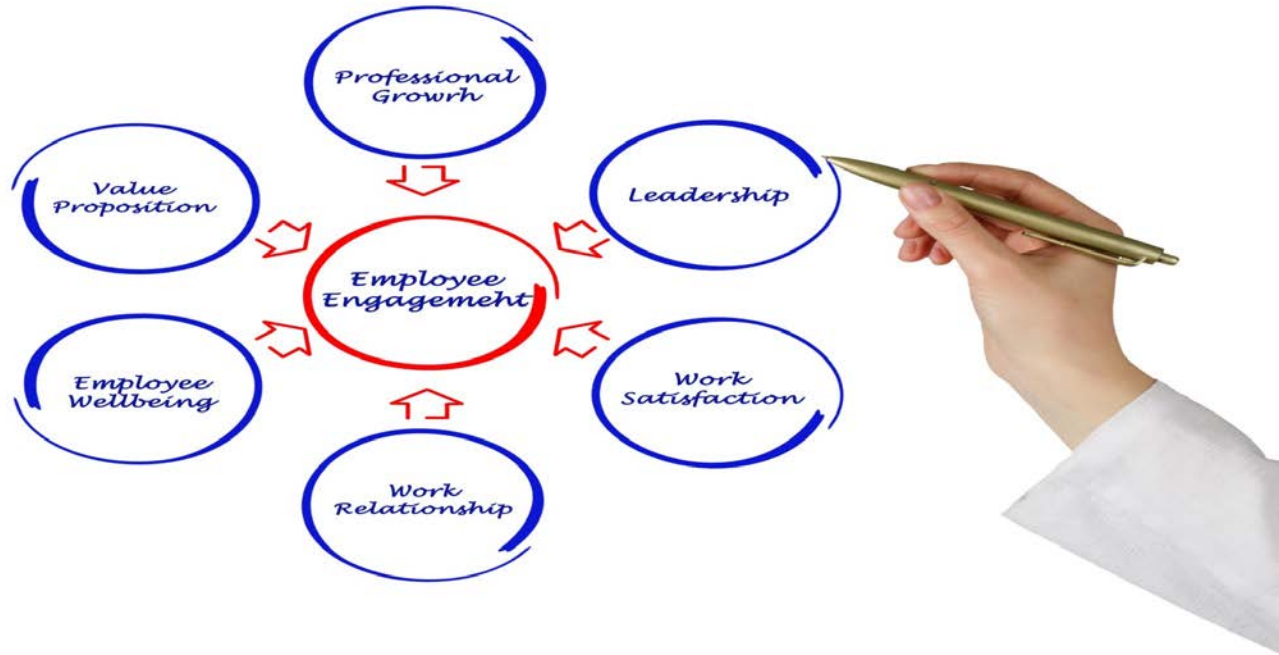 Professional
Growrh
Value
Proposition
Leadership
Employee
Engagemeht
Employee
Wellbeing
Work
Satisfaction
Work
Relationship